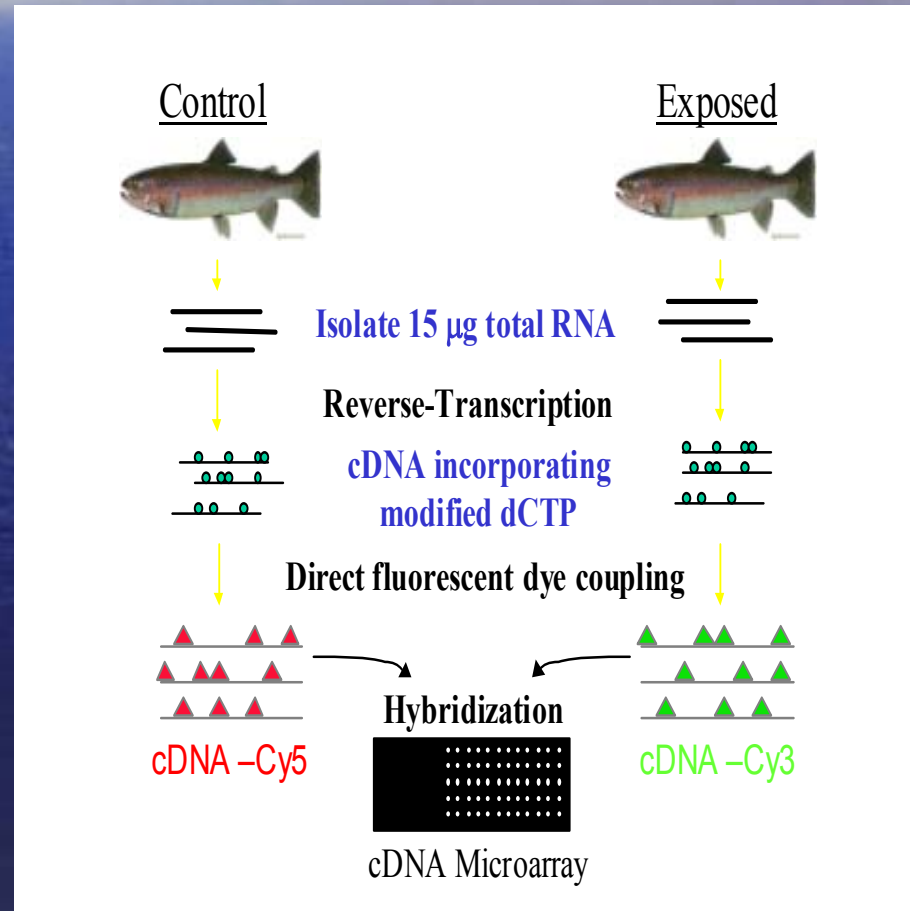 Control
Exposed
Isolate 15 μg total RNA
Reverse-Transcription
cDNA incorporating
modified dCTP
Direct fluorescent dye coupling
Hybridization
cDNA –Cy5
cDNA –Cy3
cDNA Microarray